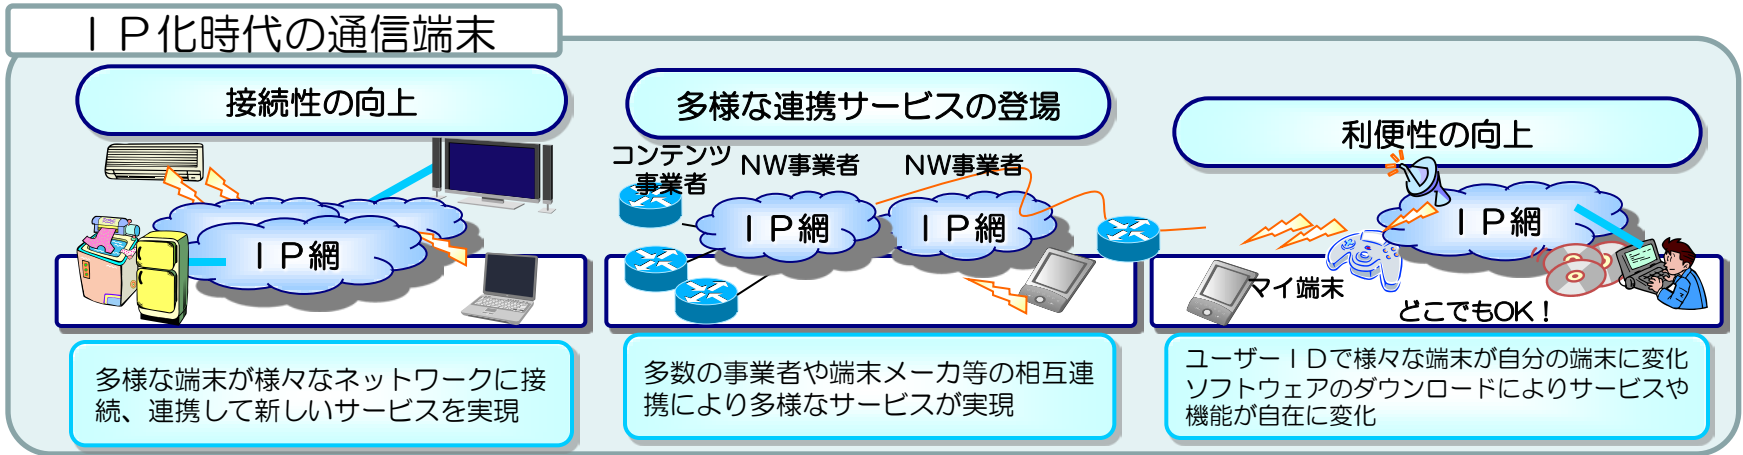 ＩＰ化時代の通信端末
接続性の向上
ＩＰ網
多様な端末が様々なネットワークに接
続、連携して新しいサービスを実現
多様な連携サービスの登場
コンテンツ
事業者
NW事業者
NW事業者
ＩＰ網
ＩＰ網
多数の事業者や端末メーカ等の相互連
携により多様なサービスが実現
利便性の向上
ＩＰ網
マイ端末
どこでもOK！
ユーザーＩＤで様々な端末が自分の端末に変化
ソフトウェアのダウンロードによりサービスや
機能が自在に変化